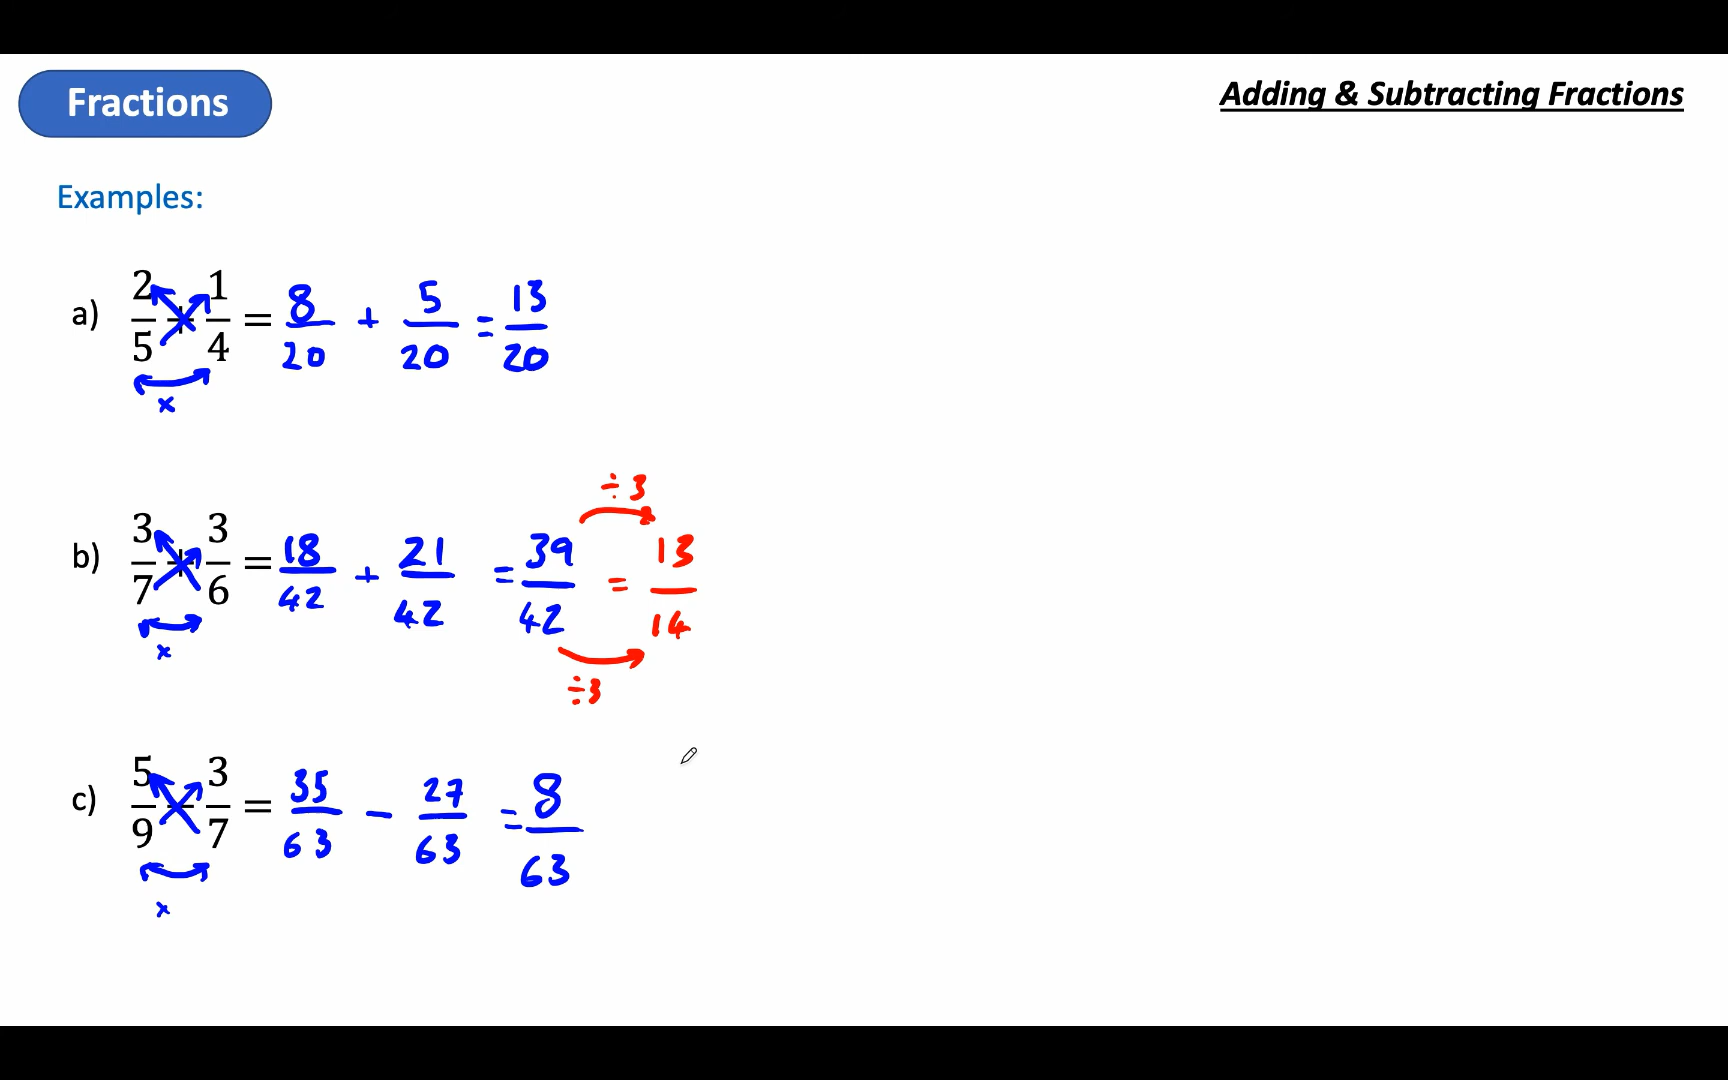 Fractions
Adding & Subtracting Fractions
Examples:
a) 2/5 + 1/4 = 8/20 + 5/20 = 13/20
x
÷ 3
b) 3/7 + 3/6 = 18/42 + 21/42 = 39/42 = 13/14
x
÷3
c) 5/9 − 3/7 = 35/63 − 27/63 = 8/63
x